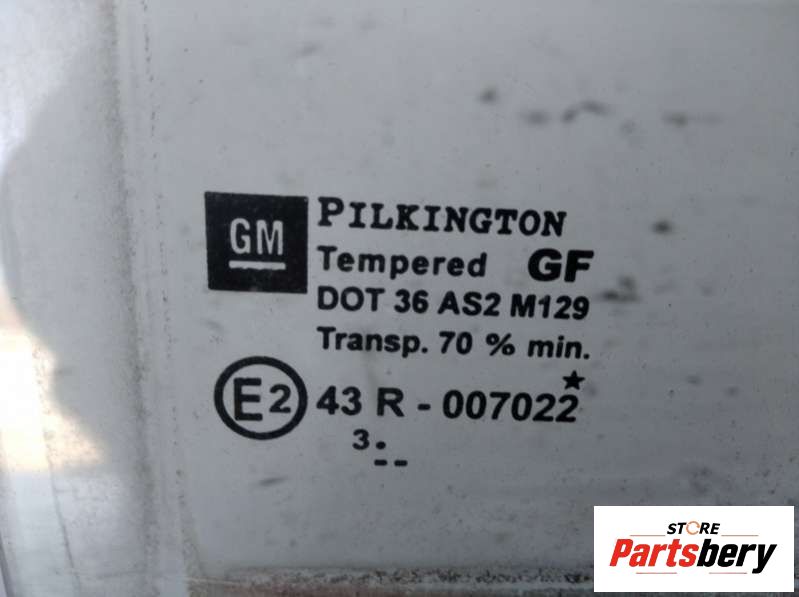 GM
PILKINGTON
Tempered GF
DOT 36 AS2 M129
Transp. 70 % min.
E2 43 R - 007022★
3:
--
STORE
Partsbery